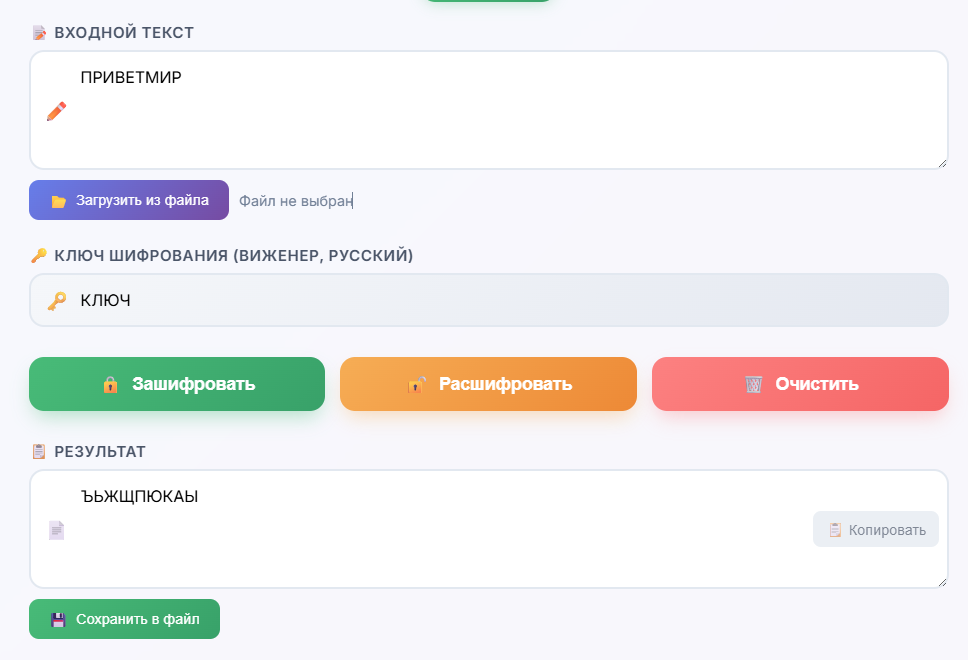 ВХОДНОЙ ТЕКСТ
ПРИВЕТМИР
Загрузить из файла Файл не выбран
КЛЮЧ ШИФРОВАНИЯ (ВИЖЕНЕР, РУССКИЙ)
КЛЮЧ
Зашифровать Расшифровать Очистить
РЕЗУЛЬТАТ
ЪЬЖЩПЮКАЫ
Копировать
Сохранить в файл